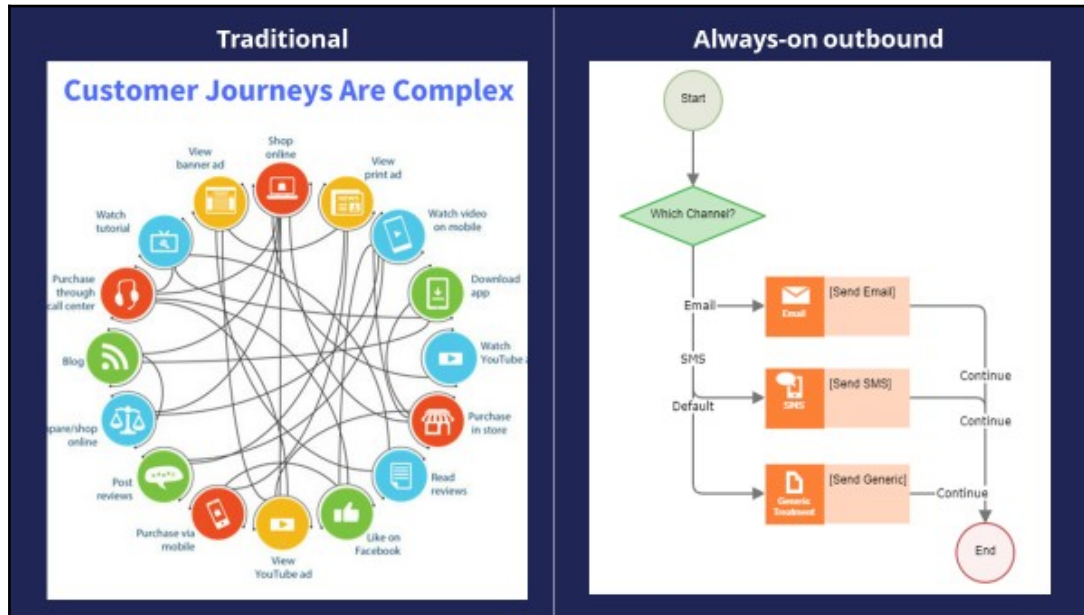 Traditional
Customer Journeys Are Complex
Shop
online
View
banner ad
View
print ad
Watch
tutorial
Watch video
on mobile
Purchase
through
call center
Download
app
Blog
Watch
YouTube a
pare/shop
online
Purchase
in store
Post
reviews
Read
reviews
Purchase via
mobile
Like on
Facebook
View
YouTube ad
Always-on outbound
Start
Which Channel?
Email
Email
[Send Email]
SMS
Continue
SMS
[Send SMS]
Default
Continue
Generic
Treatment
[Send Generic]
Continue
End